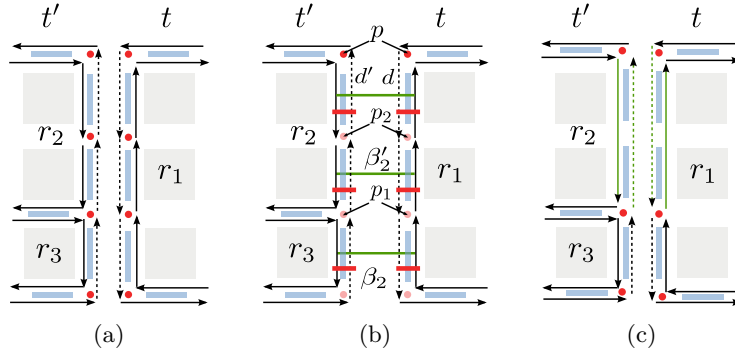 t′ t p t′ t
d′ d
r₂ r₂ p₂ r₂
β′₂
r₁ r₁ r₁
p₁
r₃ r₃ r₃
β₂
(a) (b) (c)